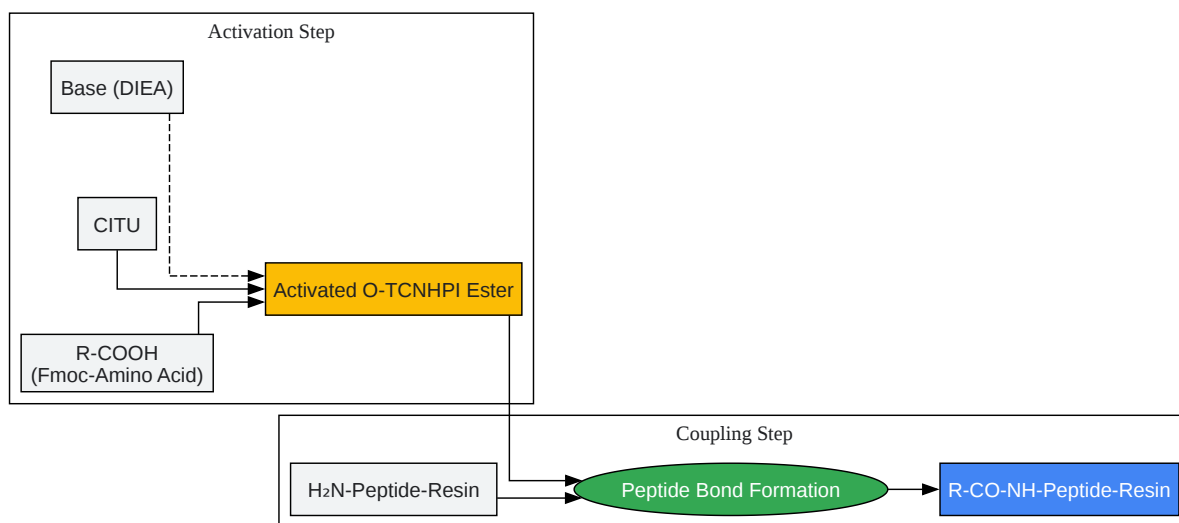 Activation Step
Base (DIEA)
CITU
Activated O-TCNHPI Ester
R-COOH
(Fmoc-Amino Acid)
Coupling Step
H₂N-Peptide-Resin
Peptide Bond Formation
R-CO-NH-Peptide-Resin